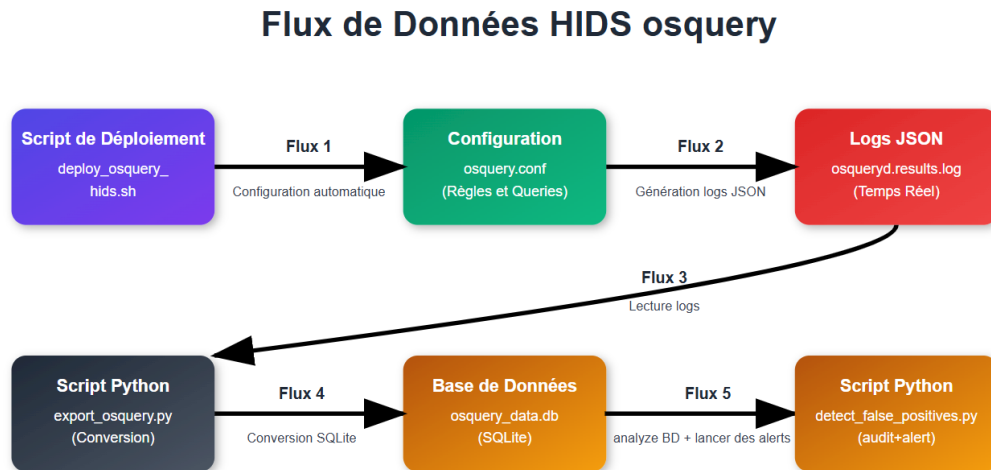 Flux de Données HIDS osquery
Script de Déploiement
deploy_osquery_
hids.sh
Flux 1
Configuration automatique
Configuration
osquery.conf
(Règles et Queries)
Flux 2
Génération logs JSON
Logs JSON
osqueryd.results.log
(Temps Réel)
Flux 3
Lecture logs
Script Python
export_osquery.py
(Conversion)
Flux 4
Conversion SQLite
Base de Données
osquery_data.db
(SQLite)
Flux 5
analyze BD + lancer des alerts
Script Python
detect_false_positives.py
(audit+alert)